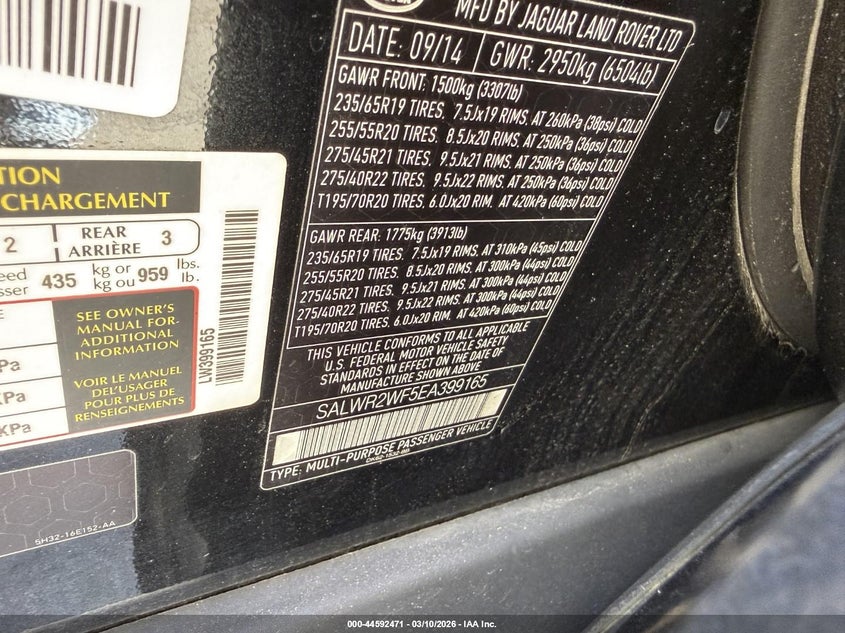 MFD BY JAGUAR LAND ROVER LTD
DATE: 09/14 GWR: 2950kg (6504lb)
GAWR FRONT: 1500kg (3307lb)
235/65R19 TIRES, 7.5Jx19 RIMS, AT 260kPa (38psi) COLD
255/55R20 TIRES, 8.5Jx20 RIMS, AT 250kPa (36psi) COLD
275/45R21 TIRES, 9.5Jx21 RIMS, AT 250kPa (36psi) COLD
275/40R22 TIRES, 9.5Jx22 RIMS, AT 250kPa (36psi) COLD
T195/70R20 TIRES, 6.0Jx20 RIM, AT 420kPa (60psi) COLD
GAWR REAR: 1775kg (3913lb)
235/65R19 TIRES, 7.5Jx19 RIMS, AT 310kPa (45psi) COLD
255/55R20 TIRES, 8.5Jx20 RIMS, AT 300kPa (44psi) COLD
275/45R21 TIRES, 9.5Jx21 RIMS, AT 300kPa (44psi) COLD
275/40R22 TIRES, 9.5Jx22 RIMS, AT 300kPa (44psi) COLD
T195/70R20 TIRES, 6.0Jx20 RIM, AT 420kPa (60psi) COLD
THIS VEHICLE CONFORMS TO ALL APPLICABLE
U.S. FEDERAL MOTOR VEHICLE SAFETY
STANDARDS IN EFFECT ON THE DATE OF
MANUFACTURE SHOWN ABOVE
SALWR2WF5EA399165
TYPE: MULTI-PURPOSE PASSENGER VEHICLE
TION
CHARGEMENT
2 REAR
ARRIÈRE 3
435 kg or
kg ou 959 lbs.
lb.
SEE OWNER'S
MANUAL FOR
ADDITIONAL
INFORMATION
VOIR LE MANUEL
DE L'USAGER
POUR PLUS DE
RENSEIGNEMENTS
kPa
KPa
KPa
LW399165
5H32-16E152-AA
000-44592471 - 03/10/2026 - IAA Inc.